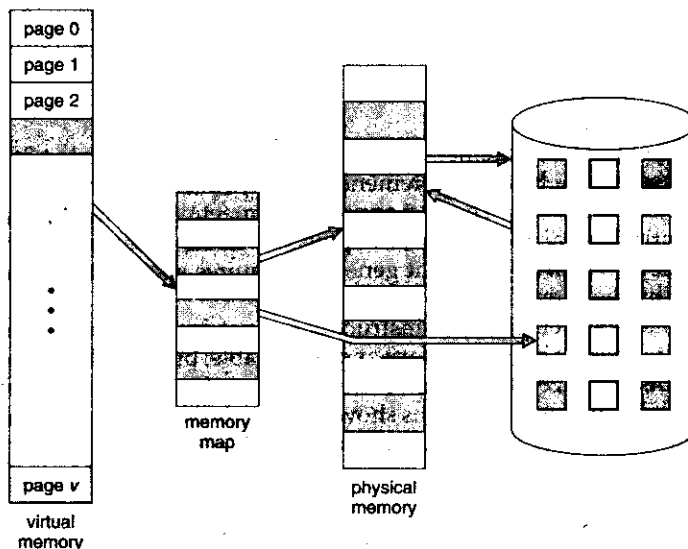 page 0
page 1
page 2
page v
virtual
memory
memory
map
physical
memory